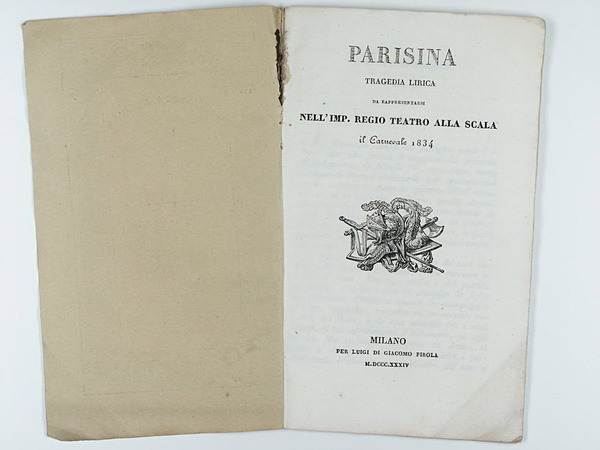 PARISINA
TRAGEDIA LIRICA
DA RAPPRESENTARSI
NELL' IMP. REGIO TEATRO ALLA SCALA
il Carnevale 1834
MILANO
PER LUIGI DI GIACOMO PIROLA
M.DCCC.XXXIV